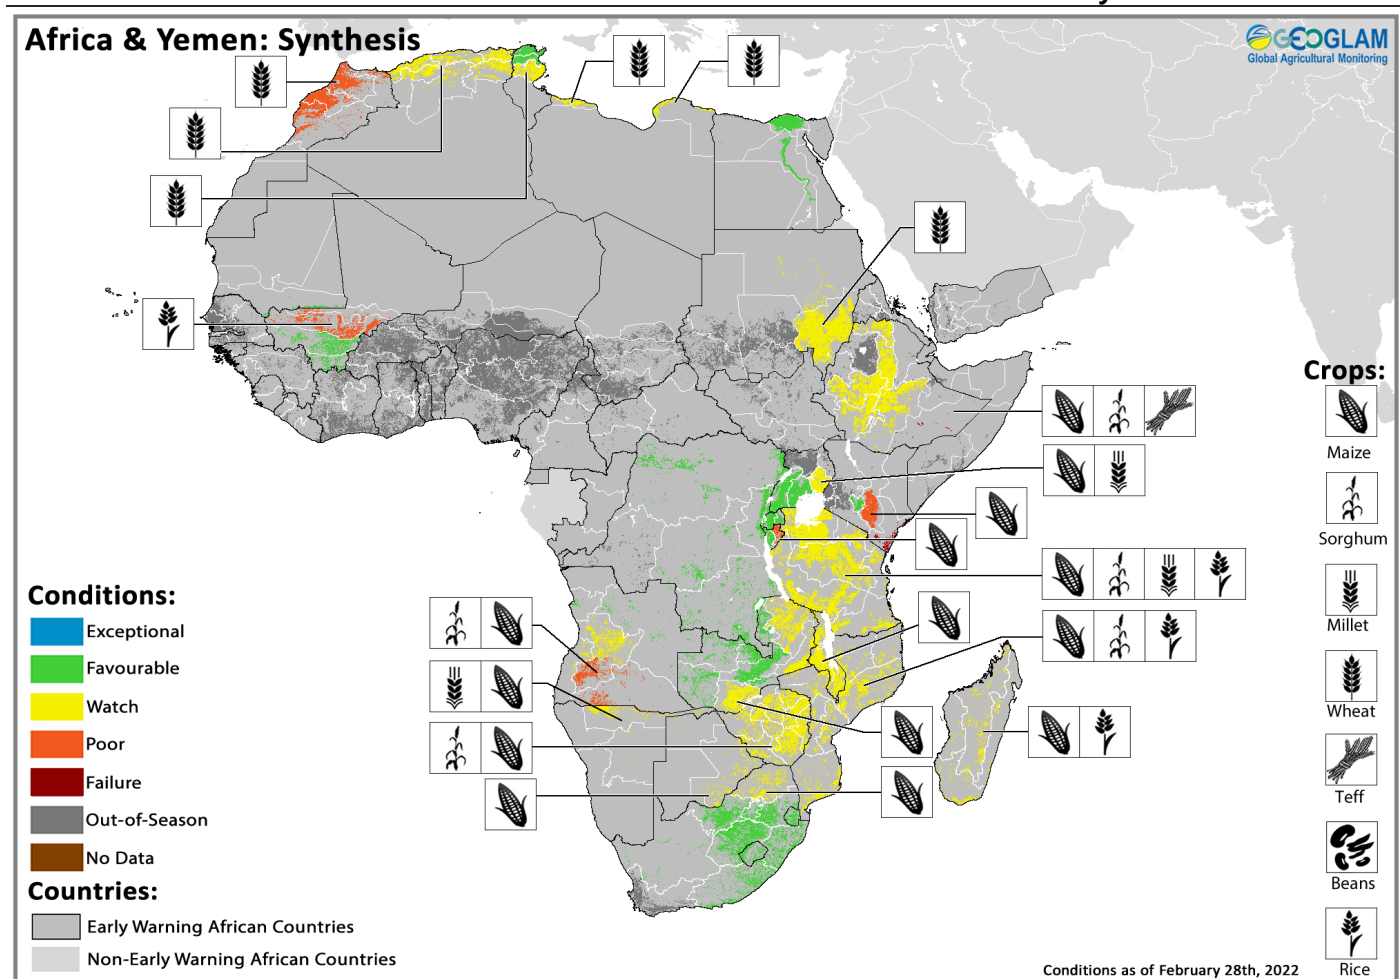 Africa & Yemen: Synthesis
GEOGLAM
Global Agricultural Monitoring
Crops:
Maize
Sorghum
Millet
Wheat
Teff
Beans
Rice
Conditions:
Exceptional
Favourable
Watch
Poor
Failure
Out-of-Season
No Data
Countries:
Early Warning African Countries
Non-Early Warning African Countries
Conditions as of February 28th, 2022